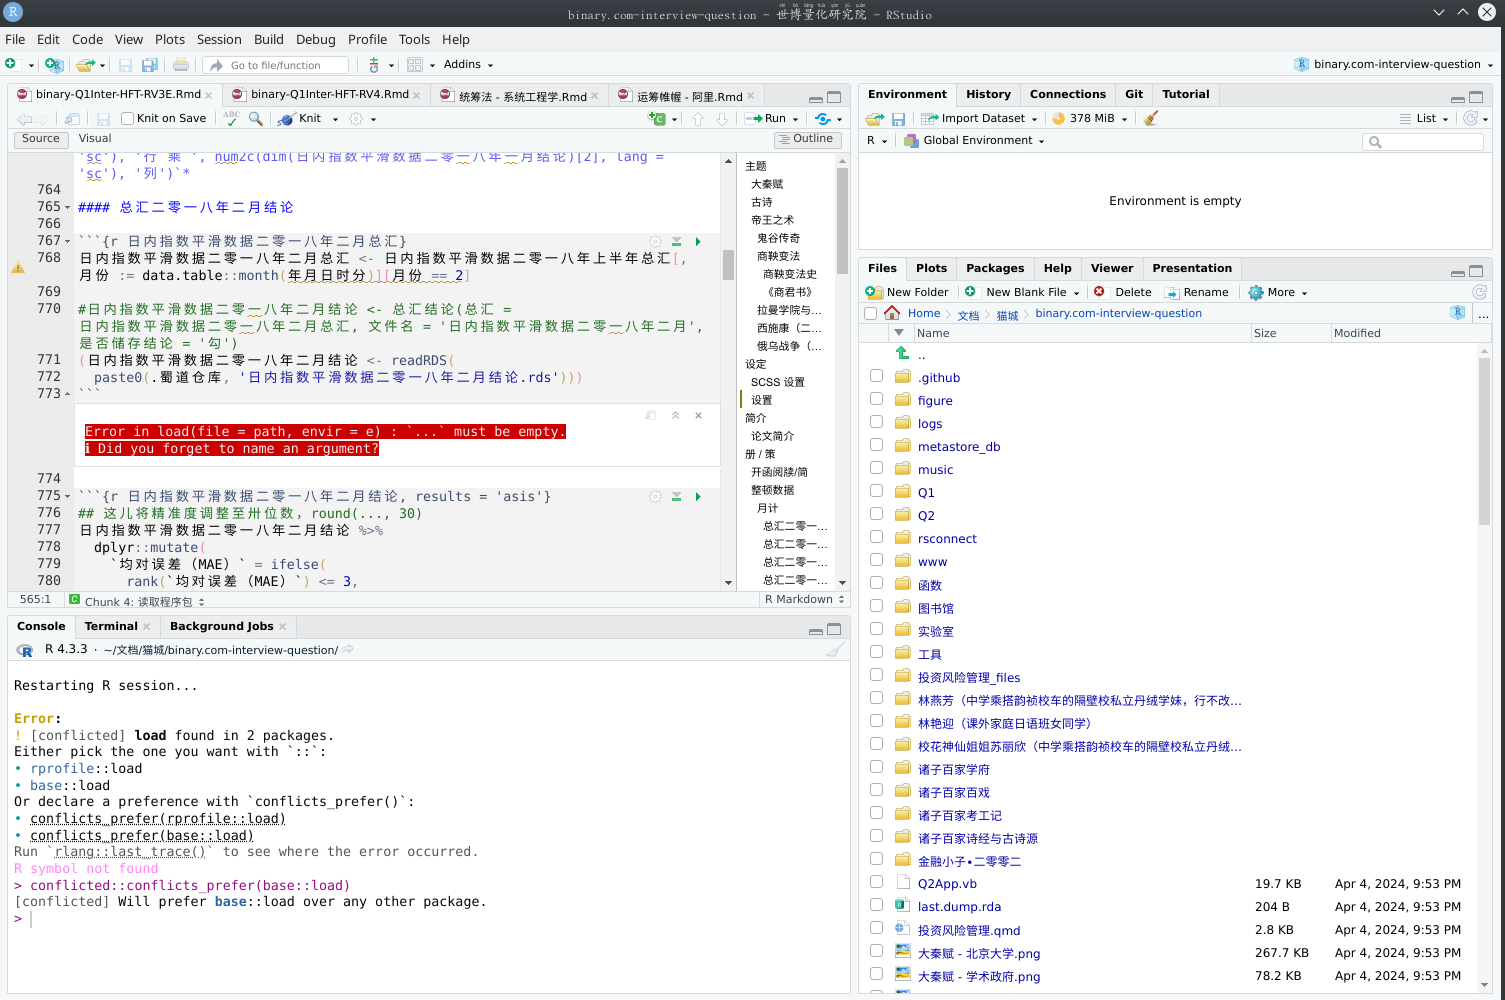 binary.com-interview-question – 世博量化研究院 – RStudio
File Edit Code View Plots Session Build Debug Profile Tools Help
Go to file/function
Addins
binary.com-interview-question
binary-Q1Inter-HFT-RV3E.Rmd
binary-Q1Inter-HFT-RV4.Rmd
统筹法 - 系统工程学.Rmd
运筹帷幄 - 阿里.Rmd
Knit on Save
ABC
Knit
Run
Source
Visual
Outline
'sc'), '行 乘 ', num2c(dim(日内指数平滑数据二零一八年一月结论)[2], lang =
'sc'), '列')`*
764
765 #### 总汇二零一八年二月结论
766
767 ```{r 日内指数平滑数据二零一八年二月总汇}
768 日内指数平滑数据二零一八年二月总汇 <- 日内指数平滑数据二零一八年上半年总汇[,
月份 := data.table::month(年月日时分)][月份 == 2]
769
770 #日内指数平滑数据二零一八年二月结论 <- 总汇结论(总汇 =
日内指数平滑数据二零一八年二月总汇, 文件名 = '日内指数平滑数据二零一八年二月',
是否储存结论 = '勾')
771 (日内指数平滑数据二零一八年二月结论 <- readRDS(
772 paste0(.蜀道仓库, '日内指数平滑数据二零一八年二月结论.rds')))
773 ```
Error in load(file = path, envir = e) : `...` must be empty.
ℹ Did you forget to name an argument?
774
775 ```{r 日内指数平滑数据二零一八年二月结论, results = 'asis'}
776 ## 这儿将精准度调整至卅位数，round(..., 30)
777 日内指数平滑数据二零一八年二月结论 %>%
778 dplyr::mutate(
779 `均对误差（MAE）` = ifelse(
780 rank(`均对误差（MAE）`) <= 3,
565:1
Chunk 4: 读取程序包
R Markdown
主题
大秦赋
古诗
帝王之术
鬼谷传奇
商鞅变法
商鞅变法史
《商君书》
拉曼学院与…
西施康（二…
俄乌战争（…
设定
SCSS 设置
设置
简介
论文简介
册 / 策
开函阅读/简
整顿数据
月计
总汇二零一…
总汇二零一…
总汇二零一…
总汇二零一…
Console
Terminal
Background Jobs
R 4.3.3 · ~/文档/猫城/binary.com-interview-question/
Restarting R session...
Error:
! [conflicted] load found in 2 packages.
Either pick the one you want with `::`:
• rprofile::load
• base::load
Or declare a preference with `conflicts_prefer()`:
• conflicts_prefer(rprofile::load)
• conflicts_prefer(base::load)
Run `rlang::last_trace()` to see where the error occurred.
R symbol not found
> conflicted::conflicts_prefer(base::load)
[conflicted] Will prefer base::load over any other package.
>
Environment History Connections Git Tutorial
Import Dataset
378 MiB
List
R
Global Environment
Environment is empty
Files Plots Packages Help Viewer Presentation
New Folder
New Blank File
Delete
Rename
More
Home
文档
猫城
binary.com-interview-question
...
Name Size Modified
..
.github
figure
logs
metastore_db
music
Q1
Q2
rsconnect
www
函数
图书馆
实验室
工具
投资风险管理_files
林燕芳（中学乘搭韵祯校车的隔壁校私立丹绒学妹，行不改…
林艳迎（课外家庭日语班女同学）
校花神仙姐姐苏丽欣（中学乘搭韵祯校车的隔壁校私立丹绒…
诸子百家学府
诸子百家百戏
诸子百家考工记
诸子百家诗经与古诗源
金融小子•二零零二
Q2App.vb 19.7 KB Apr 4, 2024, 9:53 PM
last.dump.rda 204 B Apr 4, 2024, 9:53 PM
投资风险管理.qmd 2.8 KB Apr 4, 2024, 9:53 PM
大秦赋 - 北京大学.png 267.7 KB Apr 4, 2024, 9:53 PM
大秦赋 - 学术政府.png 78.2 KB Apr 4, 2024, 9:53 PM